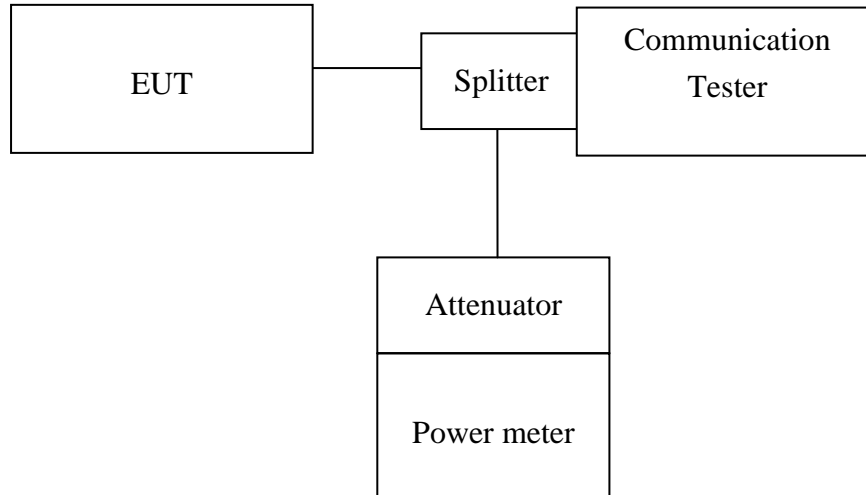 EUT
Splitter
Communication
Tester
Attenuator
Power meter